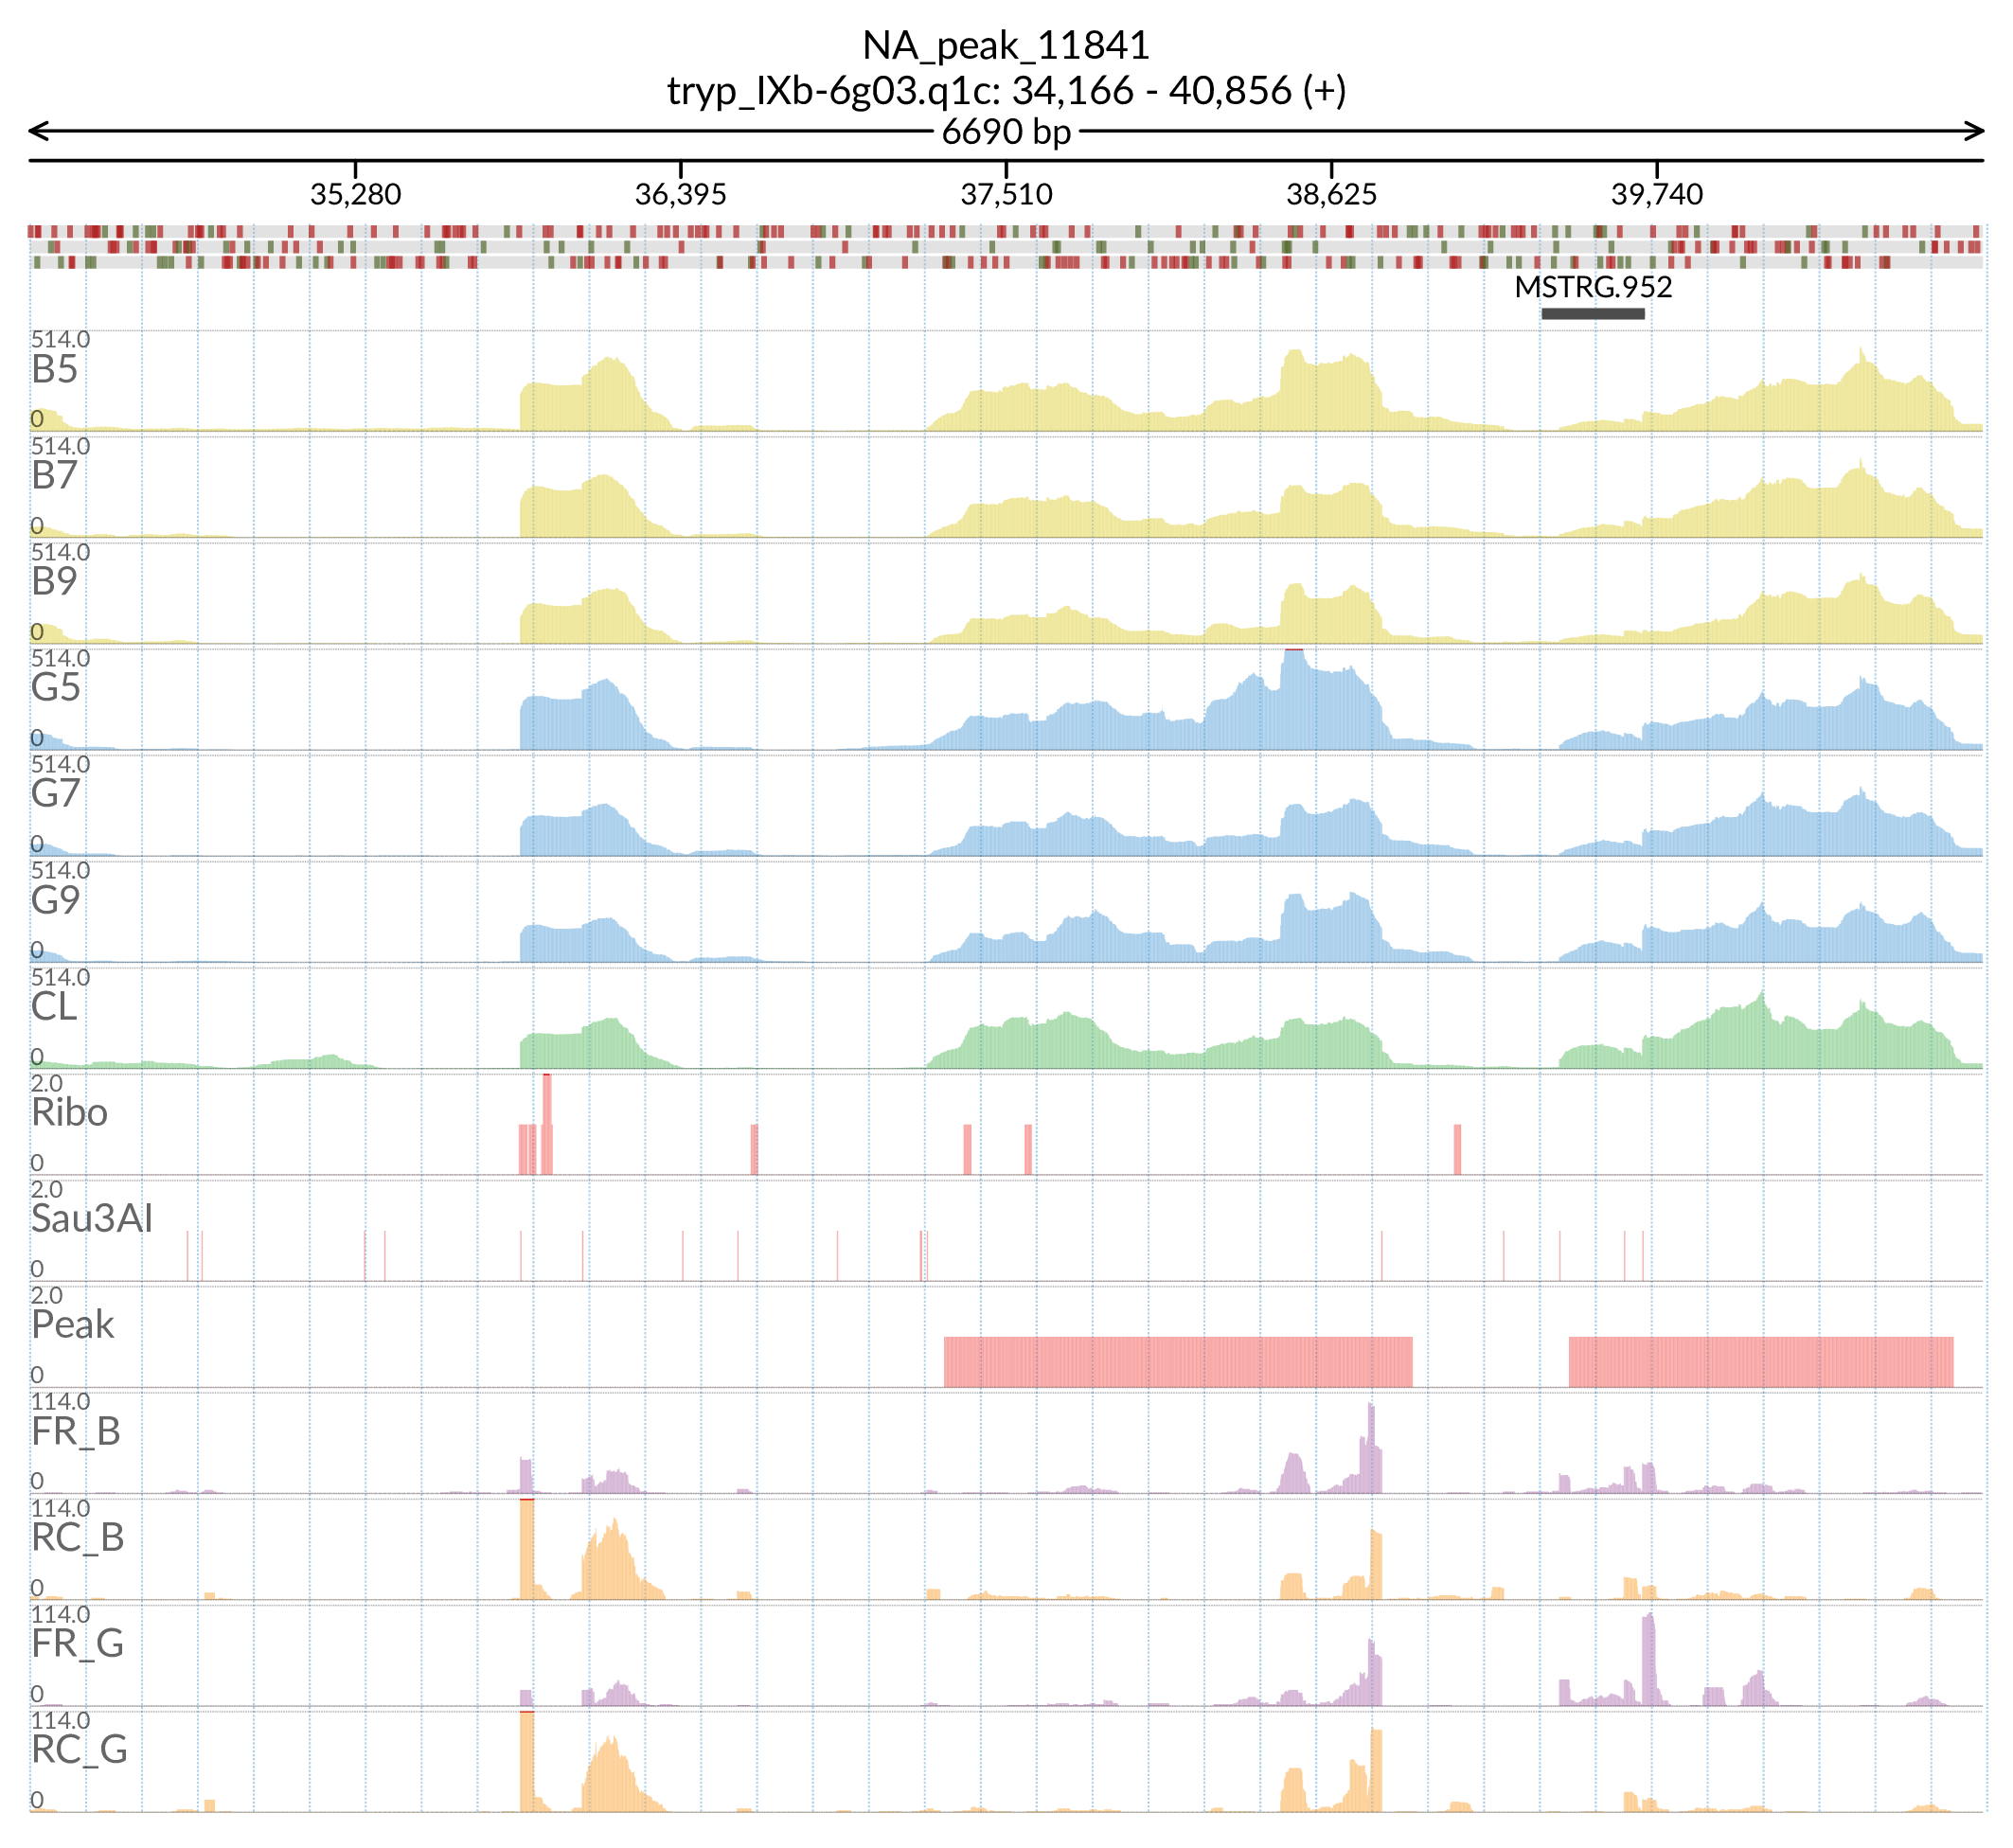 NA_peak_11841
tryp_IXb-6g03.q1c: 34,166 - 40,856 (+)
6690 bp
35,280 36,395 37,510 38,625 39,740
MSTRG.952
514.0
B5
0
514.0
B7
0
514.0
B9
0
514.0
G5
0
514.0
G7
0
514.0
G9
0
514.0
CL
0
2.0
Ribo
0
2.0
Sau3AI
0
2.0
Peak
0
114.0
FR_B
0
114.0
RC_B
0
114.0
FR_G
0
114.0
RC_G
0